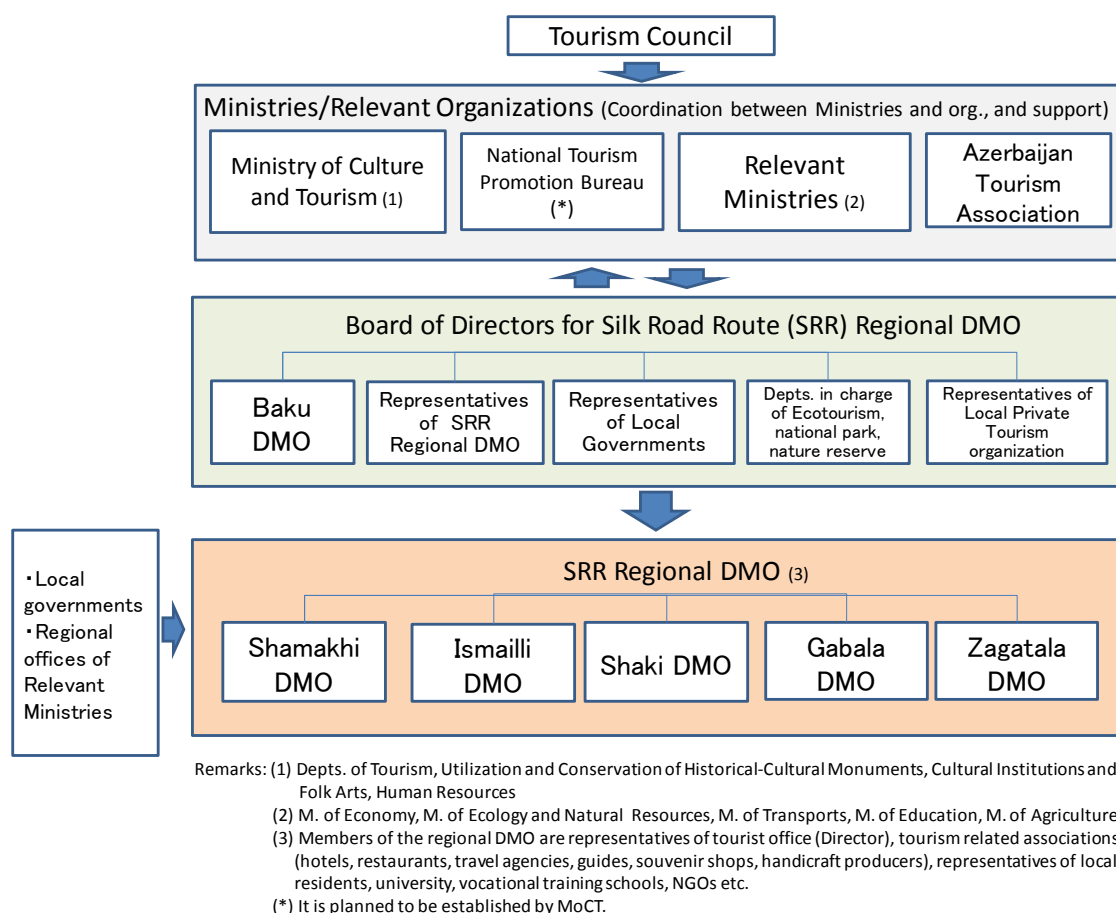 Tourism Council
Ministries/Relevant Organizations (Coordination between Ministries and org., and support)
Ministry of Culture
and Tourism (1)
National Tourism
Promotion Bureau
(*)
Relevant
Ministries (2)
Azerbaijan
Tourism
Association
Board of Directors for Silk Road Route (SRR) Regional DMO
Baku
DMO
Representatives
of SRR
Regional DMO
Representatives
of Local
Governments
Depts. in charge
of Ecotourism,
national park,
nature reserve
Representatives of
Local Private
Tourism
organization
・Local
governments
・Regional
offices of
Relevant
Ministries
SRR Regional DMO (3)
Shamakhi
DMO
Ismailli
DMO
Shaki DMO
Gabala
DMO
Zagatala
DMO
Remarks: (1) Depts. of Tourism, Utilization and Conservation of Historical-Cultural Monuments, Cultural Institutions and
Folk Arts, Human Resources
(2) M. of Economy, M. of Ecology and Natural Resources, M. of Transports, M. of Education, M. of Agriculture
(3) Members of the regional DMO are representatives of tourist office (Director), tourism related associations
(hotels, restaurants, travel agencies, guides, souvenir shops, handicraft producers), representatives of local
residents, university, vocational training schools, NGOs etc.
(*) It is planned to be established by MoCT.